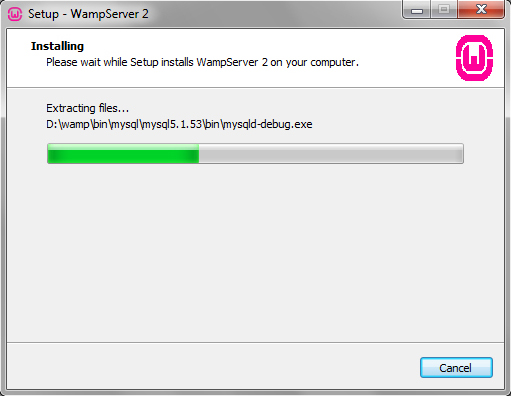 Setup - WampServer 2
Installing
Please wait while Setup installs WampServer 2 on your computer.
Extracting files...
D:\wamp\bin\mysql\mysql5.1.53\bin\mysqld-debug.exe
Cancel